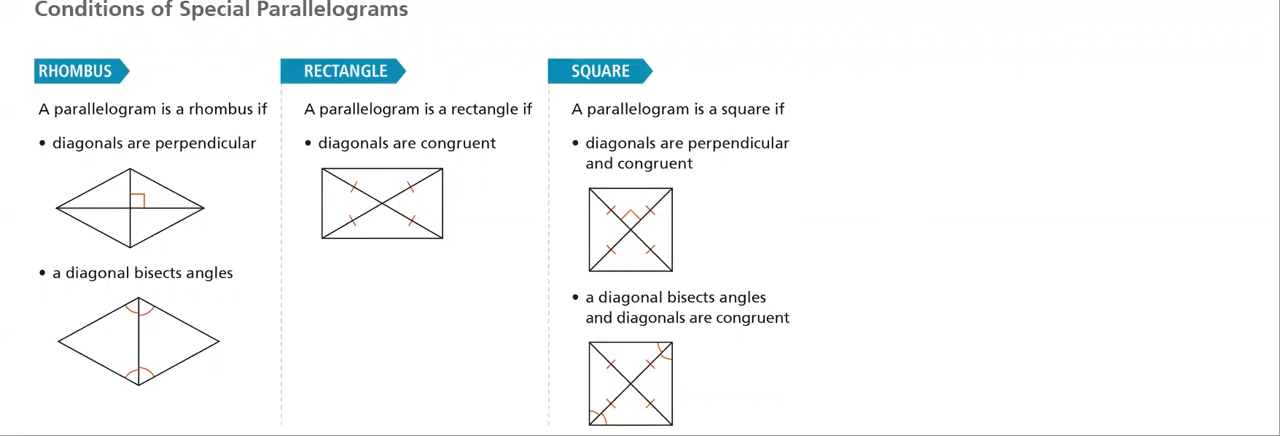 Conditions of Special Parallelograms
RHOMBUS
A parallelogram is a rhombus if
• diagonals are perpendicular
• a diagonal bisects angles
RECTANGLE
A parallelogram is a rectangle if
• diagonals are congruent
SQUARE
A parallelogram is a square if
• diagonals are perpendicular
and congruent
• a diagonal bisects angles
and diagonals are congruent